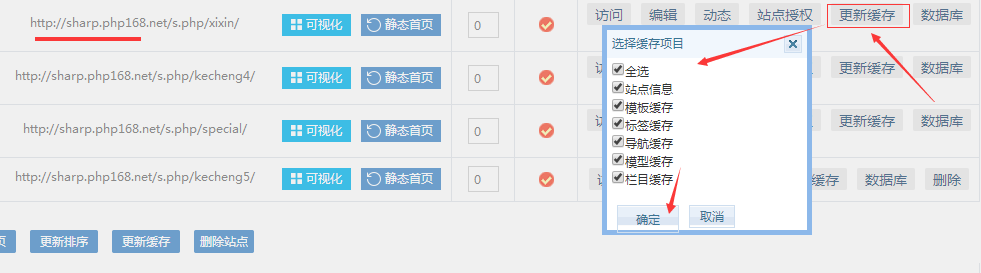 http://sharp.php168.net/s.php/xixin/ 可视化 静态首页 0 访问 编辑 动态 站点授权 更新缓存 数据库
选择缓存项目
全选
http://sharp.php168.net/s.php/kecheng4/ 可视化 静态首页 0 更新缓存 数据库
站点信息
模板缓存
http://sharp.php168.net/s.php/special/ 可视化 静态首页 0 更新缓存 数据库
标签缓存
导航缓存
模型缓存
http://sharp.php168.net/s.php/kecheng5/ 可视化 静态首页 0 缓存 数据库 删除
栏目缓存
确定 取消
页 更新排序 更新缓存 删除站点